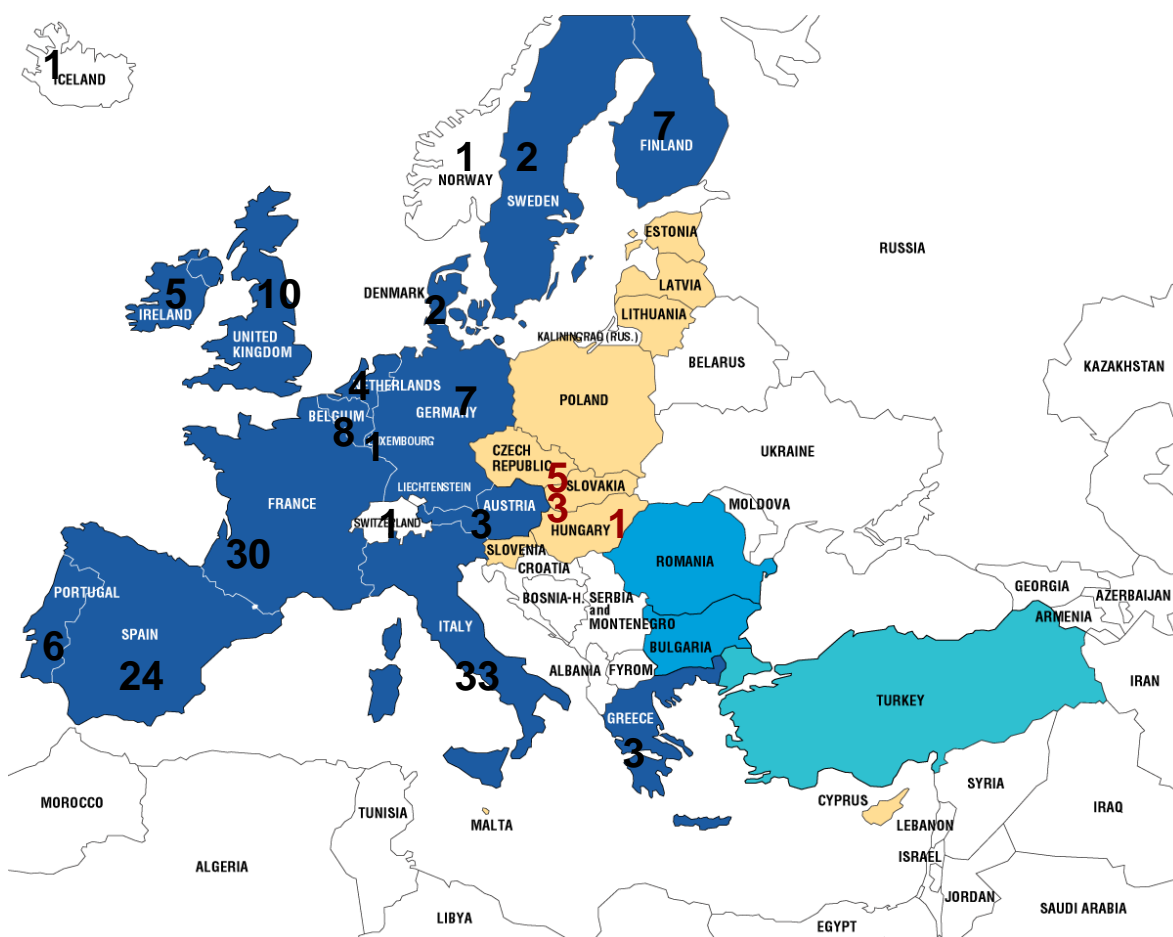 1
ICELAND
7
FINLAND
1
NORWAY
2
SWEDEN
ESTONIA
RUSSIA
LATVIA
LITHUANIA
5
IRELAND
10
UNITED
KINGDOM
DENMARK
2
KALININGRAD (RUS.)
BELARUS
KAZAKHSTAN
4
NETHERLANDS
BELGIUM
8
7
GERMANY
POLAND
1
LUXEMBOURG
CZECH
REPUBLIC
5
SLOVAKIA
UKRAINE
LIECHTENSTEIN
FRANCE
AUSTRIA
3
3
HUNGARY
1
MOLDOVA
SWITZERLAND
1
30
SLOVENIA
CROATIA
ROMANIA
PORTUGAL
6
SPAIN
24
ITALY
33
BOSNIA-H.
SERBIA
and
MONTENEGRO
BULGARIA
GEORGIA
AZERBAIJAN
ARMENIA
ALBANIA
FYROM
IRAN
GREECE
3
TURKEY
MOROCCO
ALGERIA
TUNISIA
MALTA
CYPRUS
SYRIA
LEBANON
IRAQ
ISRAEL
JORDAN
SAUDI ARABIA
LIBYA
EGYPT